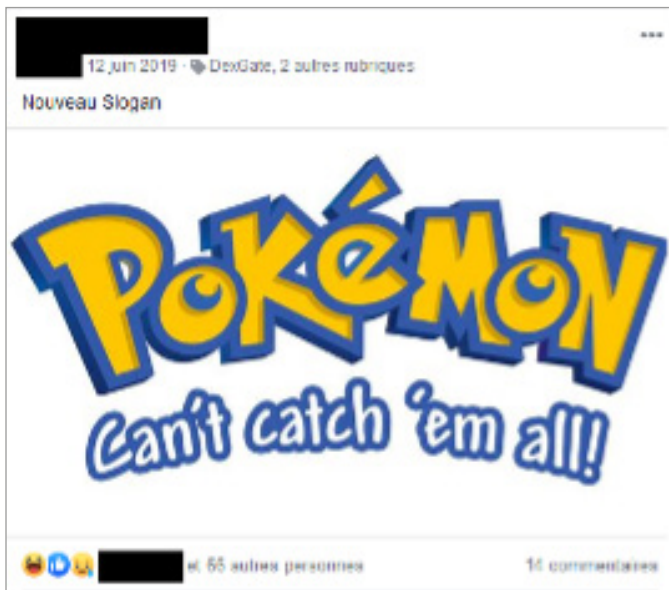 12 juin 2019 · DexGate, 2 autres rubriques
Nouveau Slogan
POKéMON
Can't catch 'em all!
et 55 autres personnes
14 commentaires